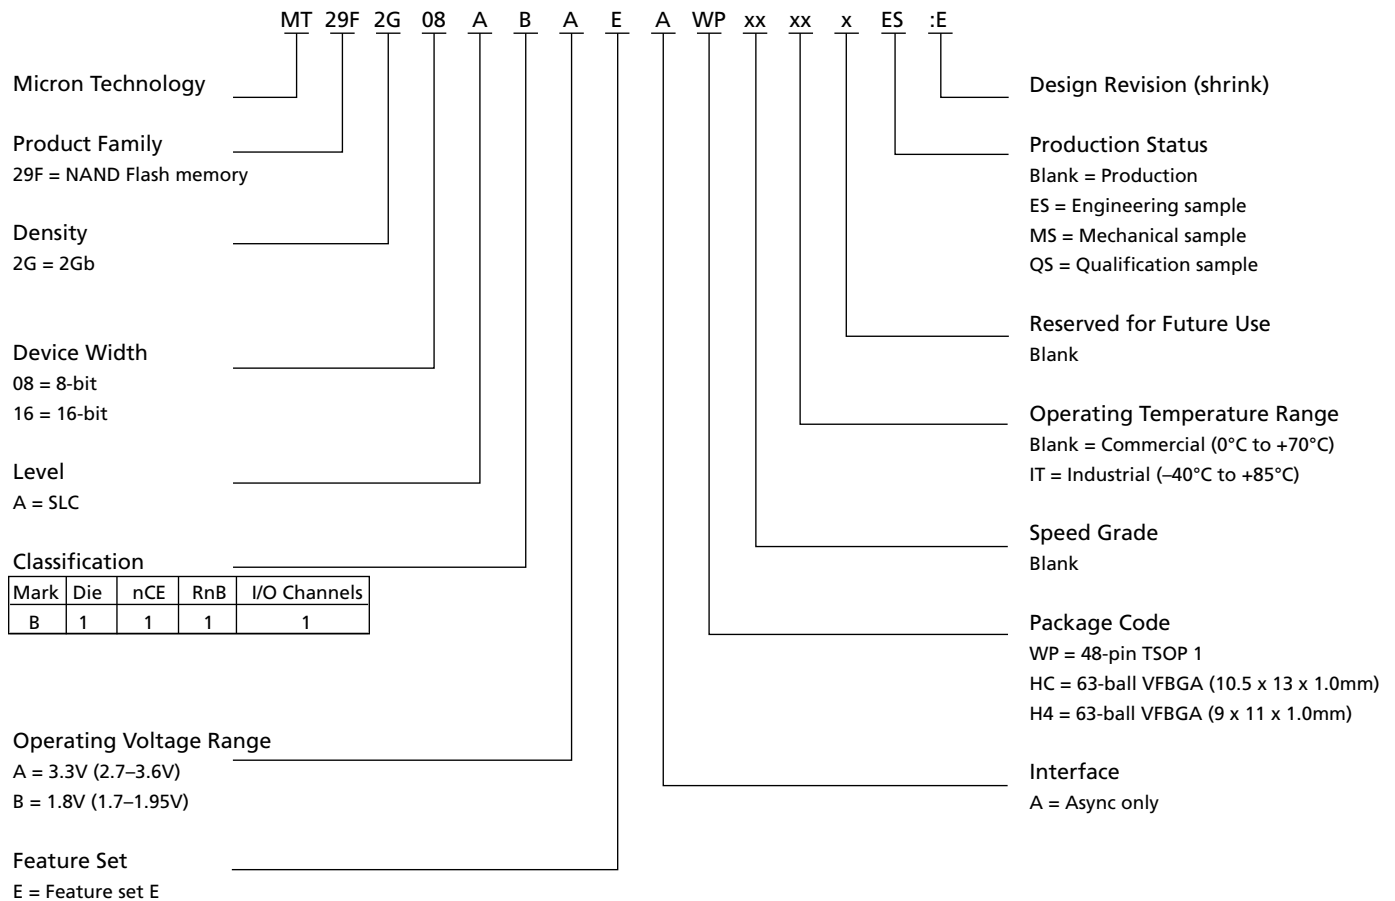 MT 29F 2G 08 A B A E A WP xx xx x ES :E
Micron Technology
Product Family
29F = NAND Flash memory
Density
2G = 2Gb
Device Width
08 = 8-bit
16 = 16-bit
Level
A = SLC
Classification
Mark Die nCE RnB I/O Channels
B 1 1 1 1
Operating Voltage Range
A = 3.3V (2.7–3.6V)
B = 1.8V (1.7–1.95V)
Feature Set
E = Feature set E
Design Revision (shrink)
Production Status
Blank = Production
ES = Engineering sample
MS = Mechanical sample
QS = Qualification sample
Reserved for Future Use
Blank
Operating Temperature Range
Blank = Commercial (0°C to +70°C)
IT = Industrial (–40°C to +85°C)
Speed Grade
Blank
Package Code
WP = 48-pin TSOP 1
HC = 63-ball VFBGA (10.5 x 13 x 1.0mm)
H4 = 63-ball VFBGA (9 x 11 x 1.0mm)
Interface
A = Async only